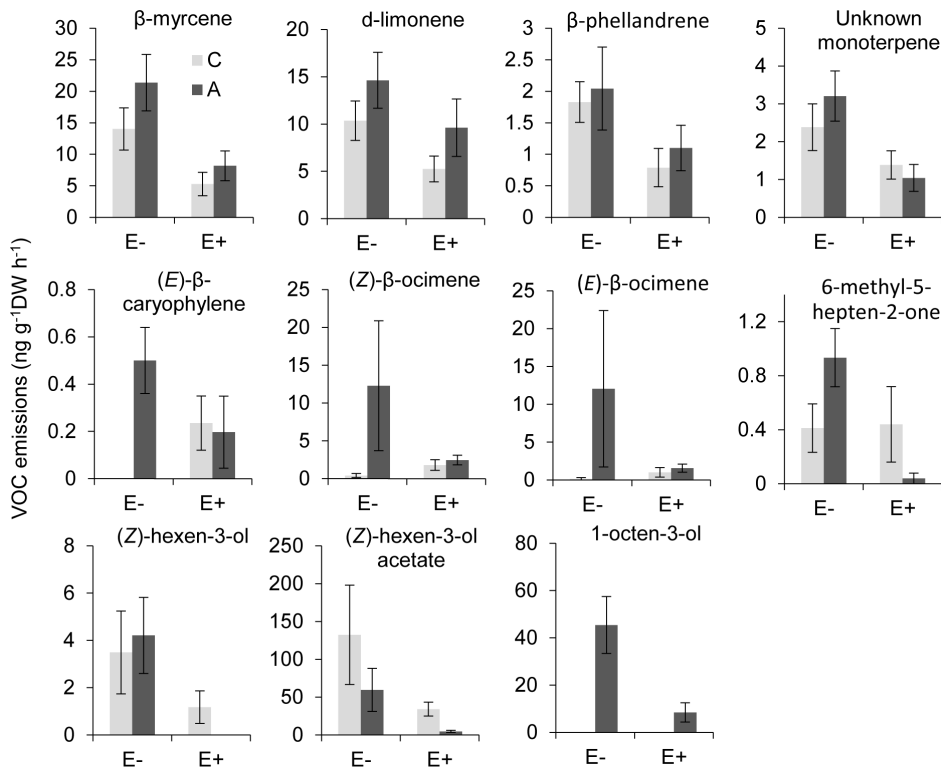 β-myrcene
30
25
20
15
10
5
0
C
A
E-
E+
d-limonene
20
15
10
5
0
E-
E+
β-phellandrene
3
2.5
2
1.5
1
0.5
0
E-
E+
Unknown
monoterpene
5
4
3
2
1
0
E-
E+
VOC emissions (ng g-1DW h-1)
(E)-β-
caryophylene
0.8
0.6
0.4
0.2
0
E-
E+
(Z)-β-ocimene
25
20
15
10
5
0
E-
E+
(E)-β-ocimene
25
20
15
10
5
0
E-
E+
6-methyl-5-
hepten-2-one
1.2
0.8
0.4
0
E-
E+
(Z)-hexen-3-ol
8
6
4
2
0
E-
E+
(Z)-hexen-3-ol
acetate
250
200
150
100
50
0
E-
E+
1-octen-3-ol
80
60
40
20
0
E-
E+